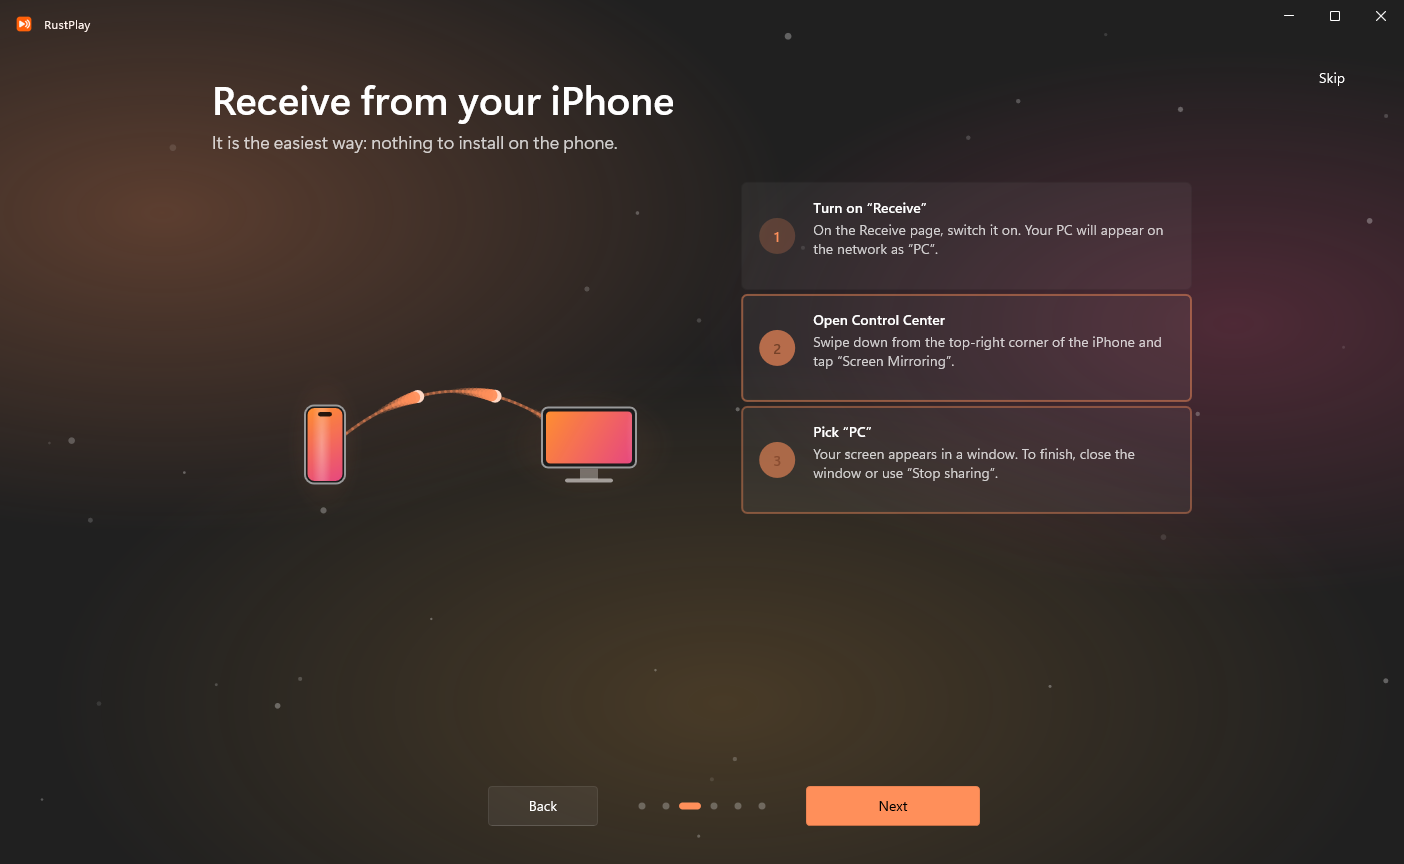 RustPlay
Skip
Receive from your iPhone
It is the easiest way: nothing to install on the phone.
1
Turn on “Receive”
On the Receive page, switch it on. Your PC will appear on
the network as “PC”.
2
Open Control Center
Swipe down from the top-right corner of the iPhone and
tap “Screen Mirroring”.
3
Pick “PC”
Your screen appears in a window. To finish, close the
window or use “Stop sharing”.
Back
Next